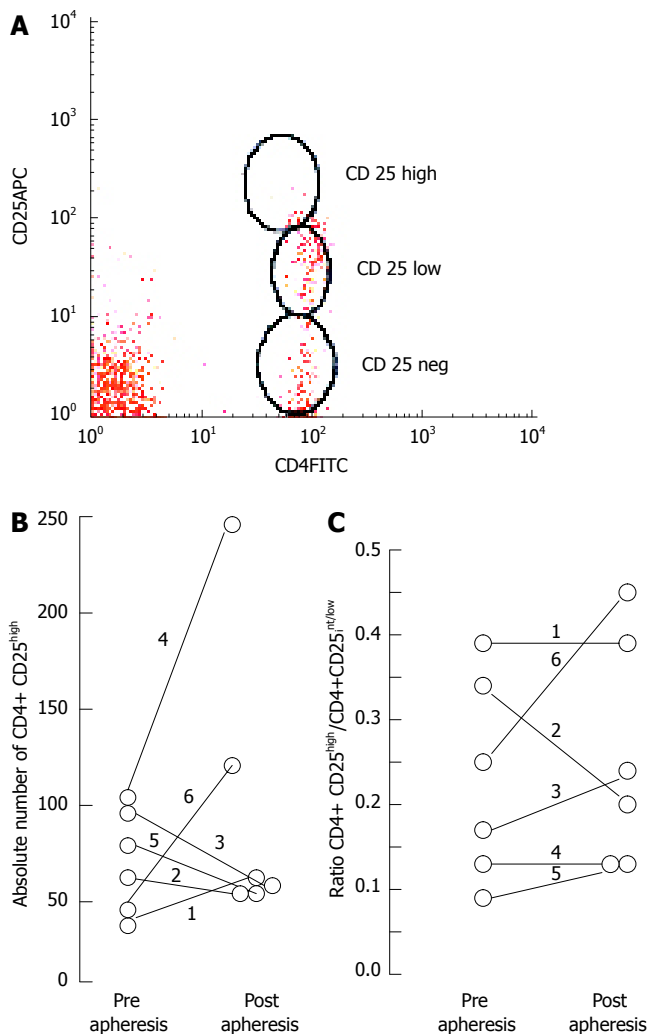 A
10^4
10^3
10^2
10^1
10^0
CD25APC
CD 25 high
CD 25 low
CD 25 neg
10^0
10^1
10^2
10^3
10^4
CD4FITC
B
250
200
150
100
50
0
Absolute number of CD4+ CD25^high
4
6
3
5
2
1
Pre apheresis
Post apheresis
C
0.5
0.4
0.3
0.2
0.1
0.0
Ratio CD4+ CD25^high/CD4+CD25_i^nt/low
1
6
2
3
4
5
Pre apheresis
Post apheresis